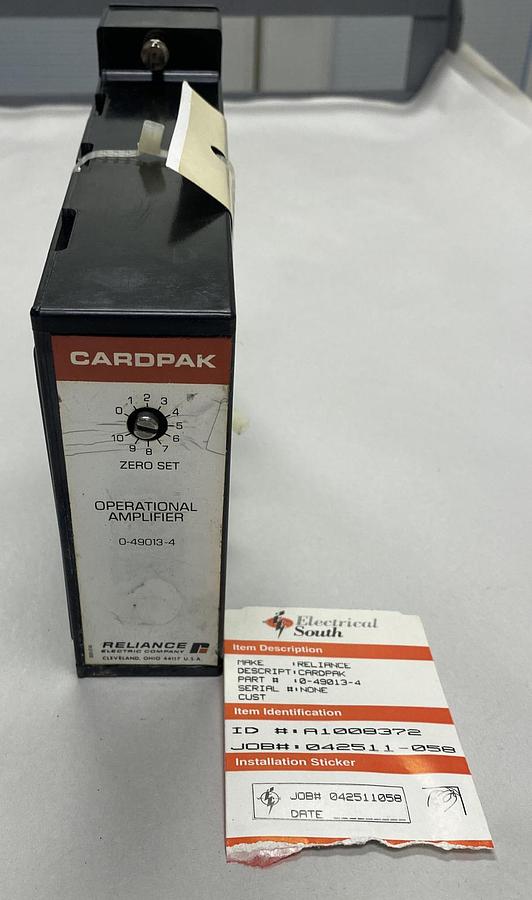 CARDPAK
0 1 2 3 4 5 6 7 8 9 10
ZERO SET
OPERATIONAL
AMPLIFIER
0-49013-4
RELIANCE
ELECTRIC COMPANY
CLEVELAND, OHIO 44117 U.S.A.
Electrical
South
Item Description
MAKE :RELIANCE
DESCRIPT:CARDPAK
PART # :0-49013-4
SERIAL #:NONE
CUST
Item Identification
ID #:A1008372
JOB#:042511-058
Installation Sticker
JOB# 042511058
DATE